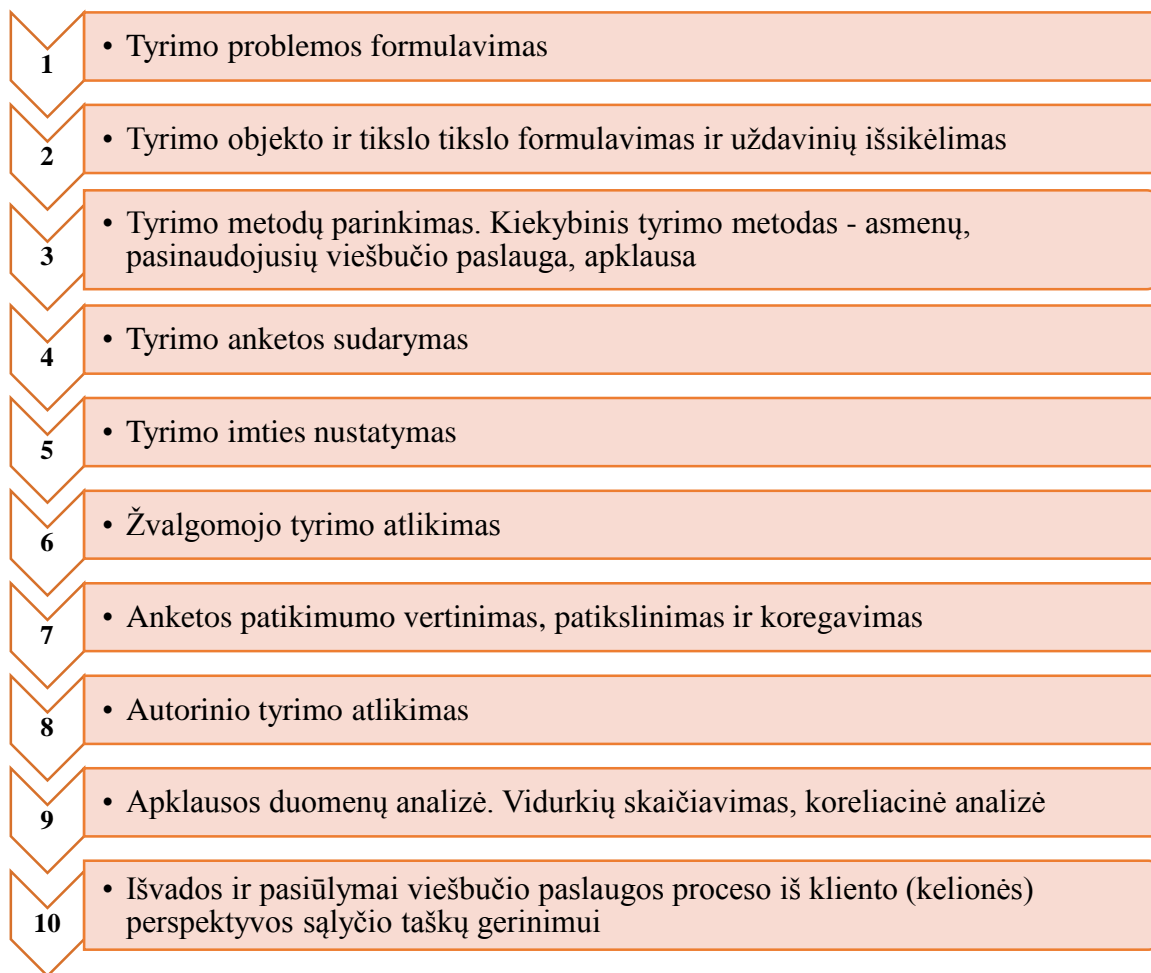 1
• Tyrimo problemos formulavimas
2
• Tyrimo objekto ir tikslo tikslo formulavimas ir uždavinių išsikėlimas
3
• Tyrimo metodų parinkimas. Kiekybinis tyrimo metodas - asmenų,
pasinaudojusių viešbučio paslauga, apklausa
4
• Tyrimo anketos sudarymas
5
• Tyrimo imties nustatymas
6
• Žvalgomojo tyrimo atlikimas
7
• Anketos patikimumo vertinimas, patikslinimas ir koregavimas
8
• Autorinio tyrimo atlikimas
9
• Apklausos duomenų analizė. Vidurkių skaičiavimas, koreliacinė analizė
10
• Išvados ir pasiūlymai viešbučio paslaugos proceso iš kliento (kelionės)
perspektyvos sąlyčio taškų gerinimui